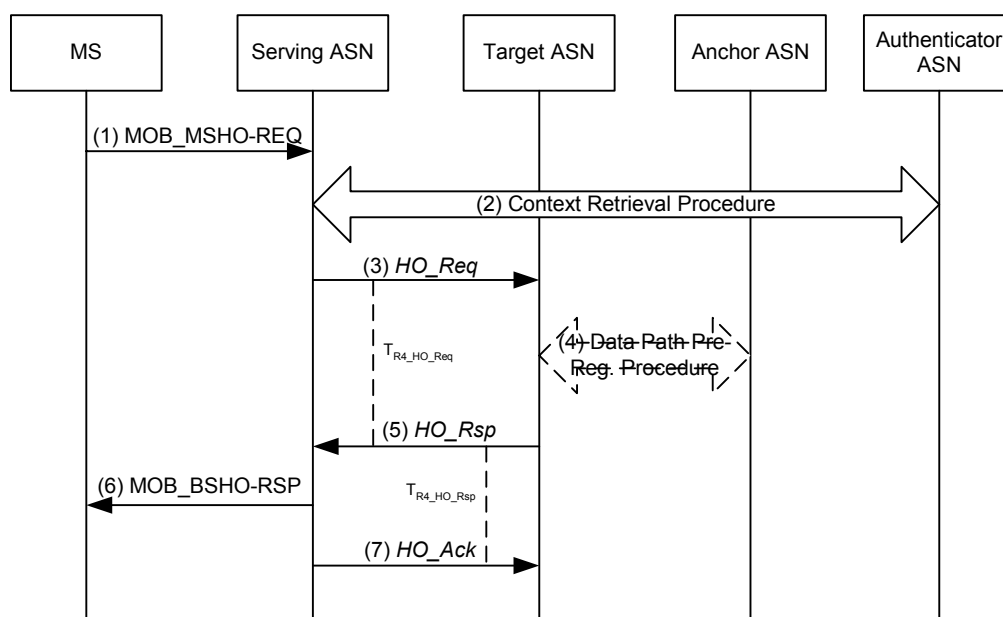 MS
Serving ASN
Target ASN
Anchor ASN
Authenticator
ASN
(1) MOB_MSHO-REQ
(2) Context Retrieval Procedure
(3) HO_Req
(4) Data Path Pre-
Reg. Procedure
TR4_HO_Req
(5) HO_Rsp
(6) MOB_BSHO-RSP
TR4_HO_Rsp
(7) HO_Ack